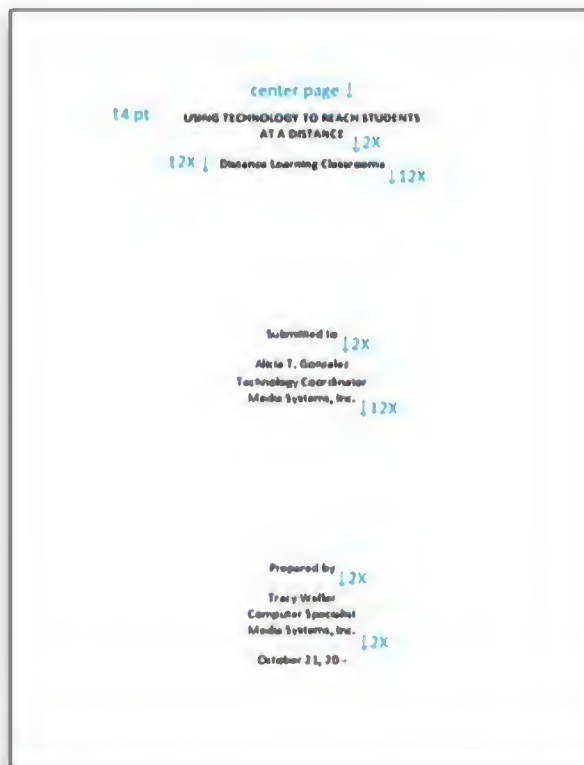 center page ↓
14 pt USING TECHNOLOGY TO REACH STUDENTS
AT A DISTANCE ↓2X
12X ↓ Distance Learning Classrooms ↓12X
Submitted to ↓2X
Alicia T. Gonzalez
Technology Coordinator
Media Systems, Inc. ↓12X
Prepared by ↓2X
Tracy
Computer Specialist
Media Systems, Inc. ↓2X
October 21, 20--